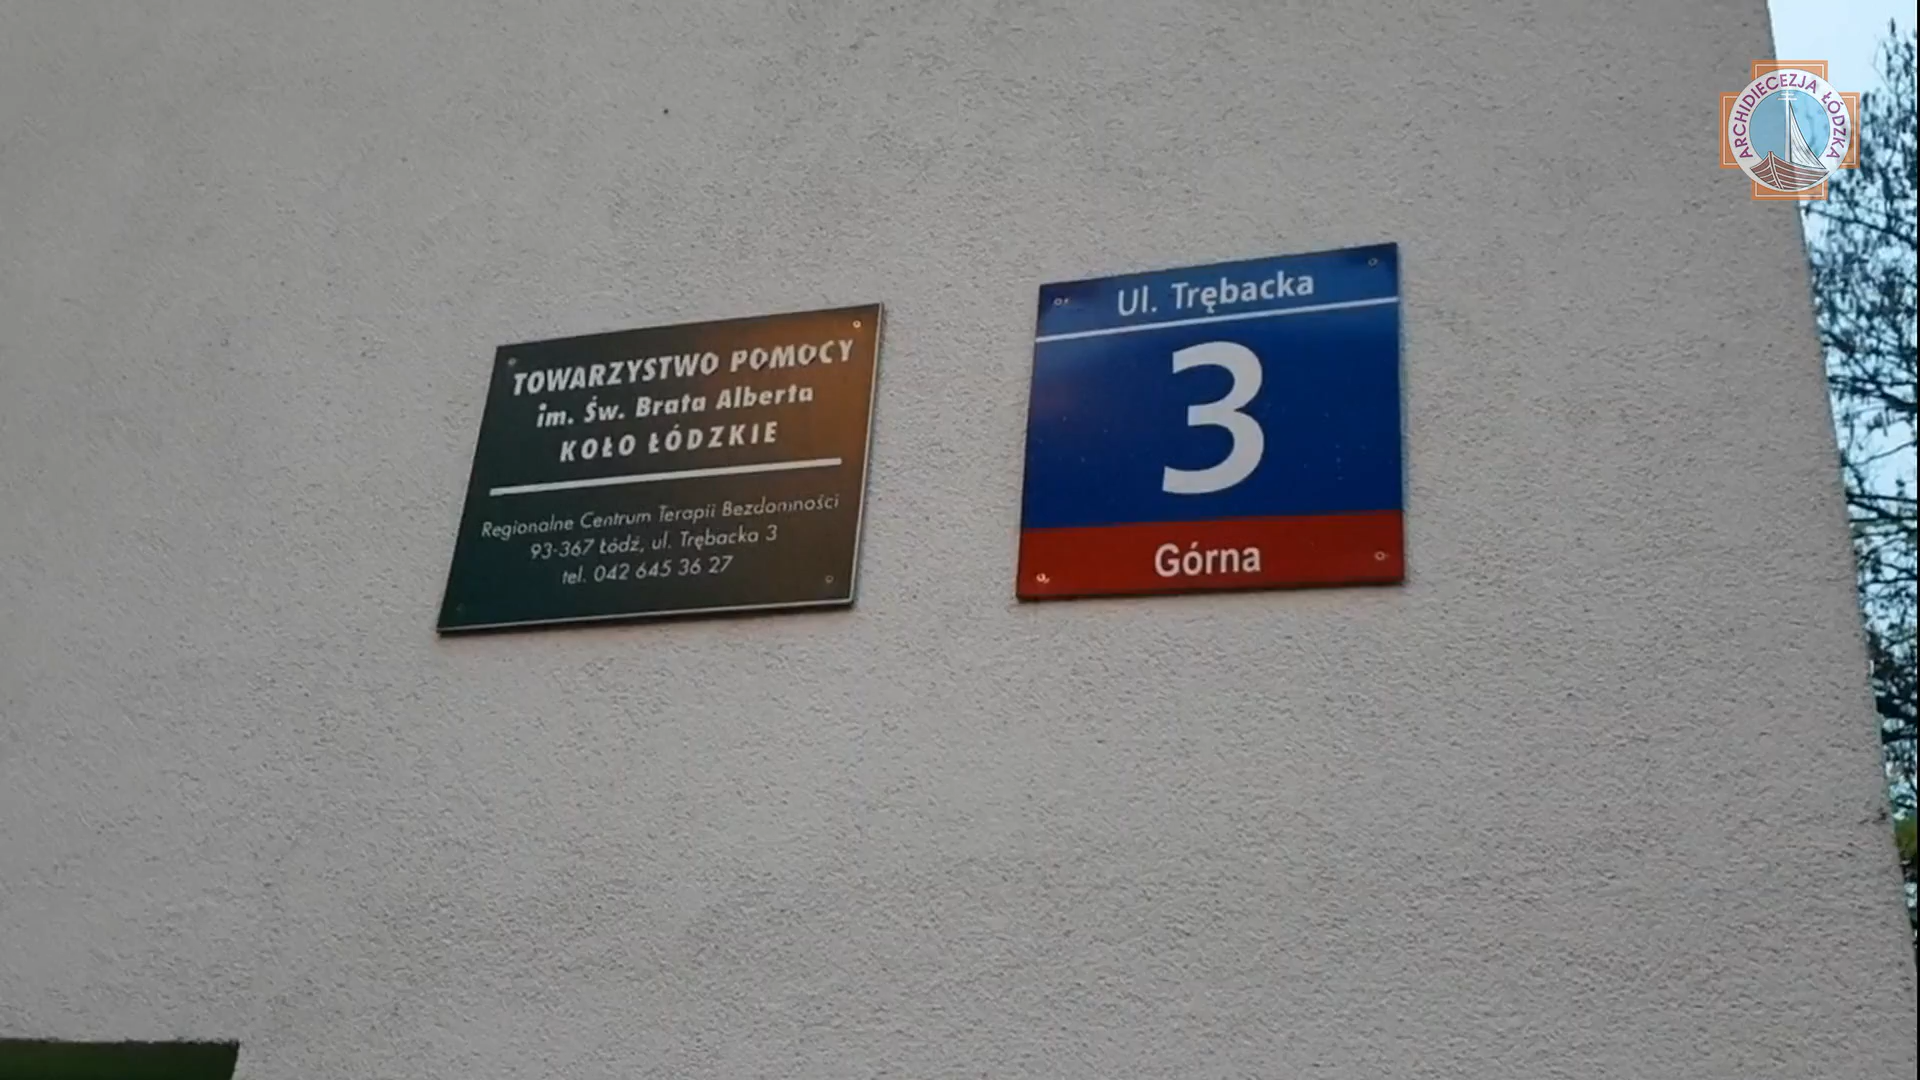 TOWARZYSTWO POMOCY
im. Św. Brata Alberta
KOŁO ŁÓDZKIE
Regionalne Centrum Terapii Bezdomności
93-367 Łódź, ul. Trębacka 3
tel. 042 645 36 27
Ul. Trębacka
3
Górna
ARCHIDIECEZJA ŁÓDZKA